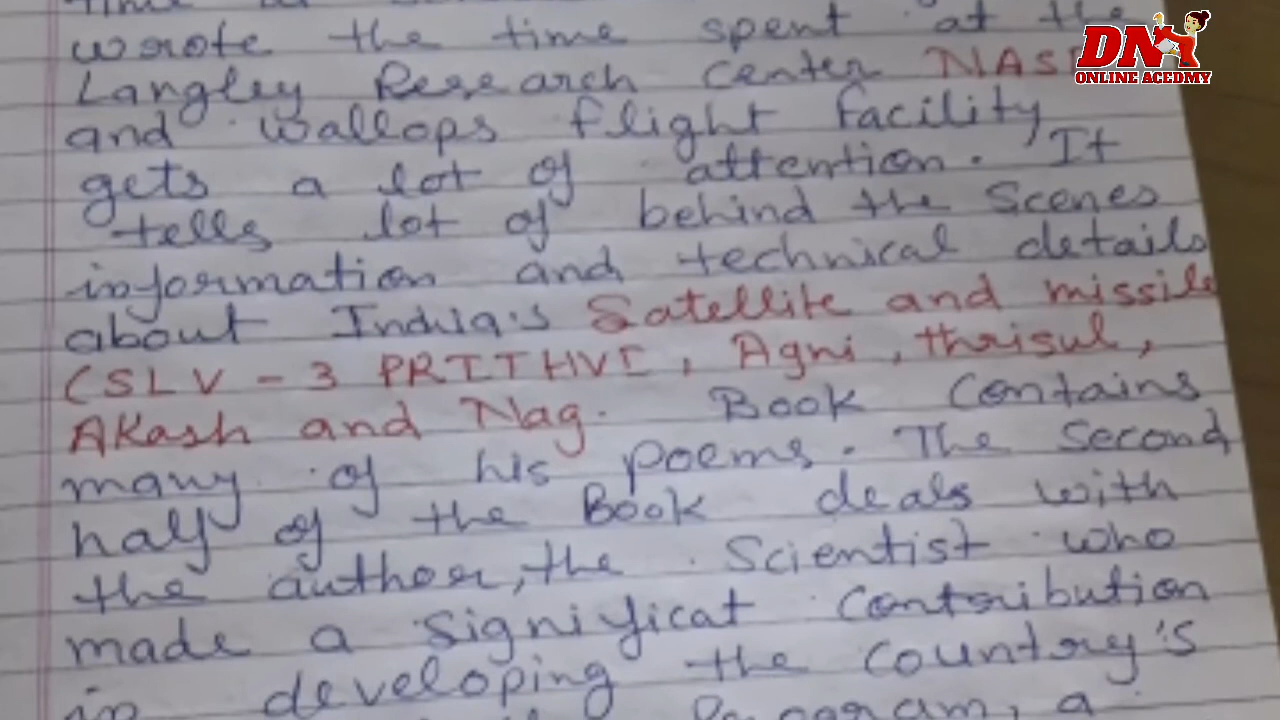 wrote the time spent at the
Langley Research Center NASA
and Wallops flight facility
gets a lot of attention. It
tells lot of behind the Scenes
information and technical details
about India's Satellite and missile
(SLV - 3 PRITHVI, Agni, thrisul,
AKash and Nag. Book Contains
many of his poems. The Second
half of the Book deals with
the author, the Scientist who
made a significat Contribution
in developing the Country's
Program, a
DNA
ONLINE ACEDMY